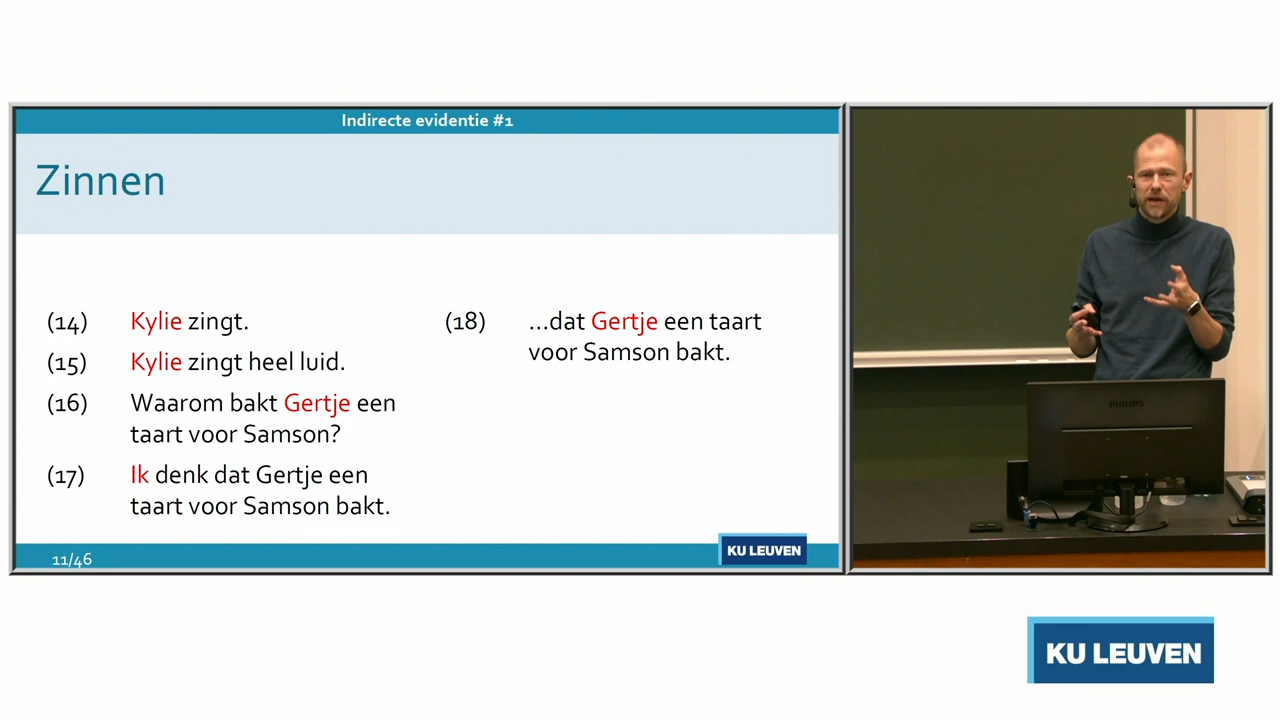 Indirecte evidentie #1
Zinnen
(14) Kylie zingt.
(15) Kylie zingt heel luid.
(16) Waarom bakt Gertje een
taart voor Samson?
(17) Ik denk dat Gertje een
taart voor Samson bakt.
(18) ...dat Gertje een taart
voor Samson bakt.
11/46
KU LEUVEN
PHILIPS
KU LEUVEN